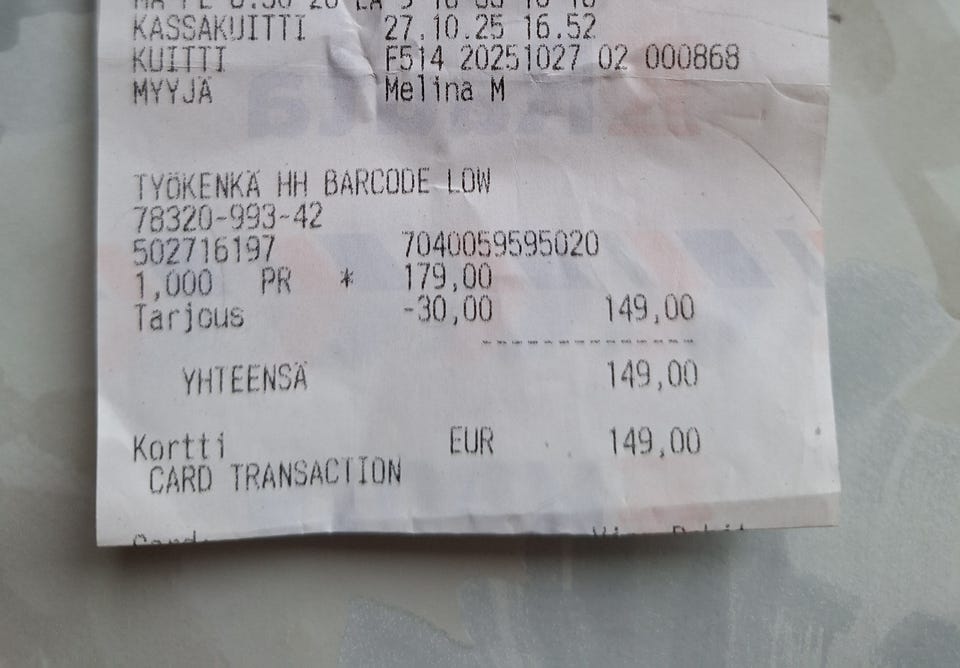 KASSAKUITTI 27.10.25 16.52
KUITTI F514 20251027 02 000868
MYYJÄ Melina M
TYÖKENKÄ HH BARCODE LOW
78320-993-42
502716197 7040059595020
1,000 PR * 179,00
Tarjous -30,00 149,00
YHTEENSÄ 149,00
Kortti EUR 149,00
CARD TRANSACTION